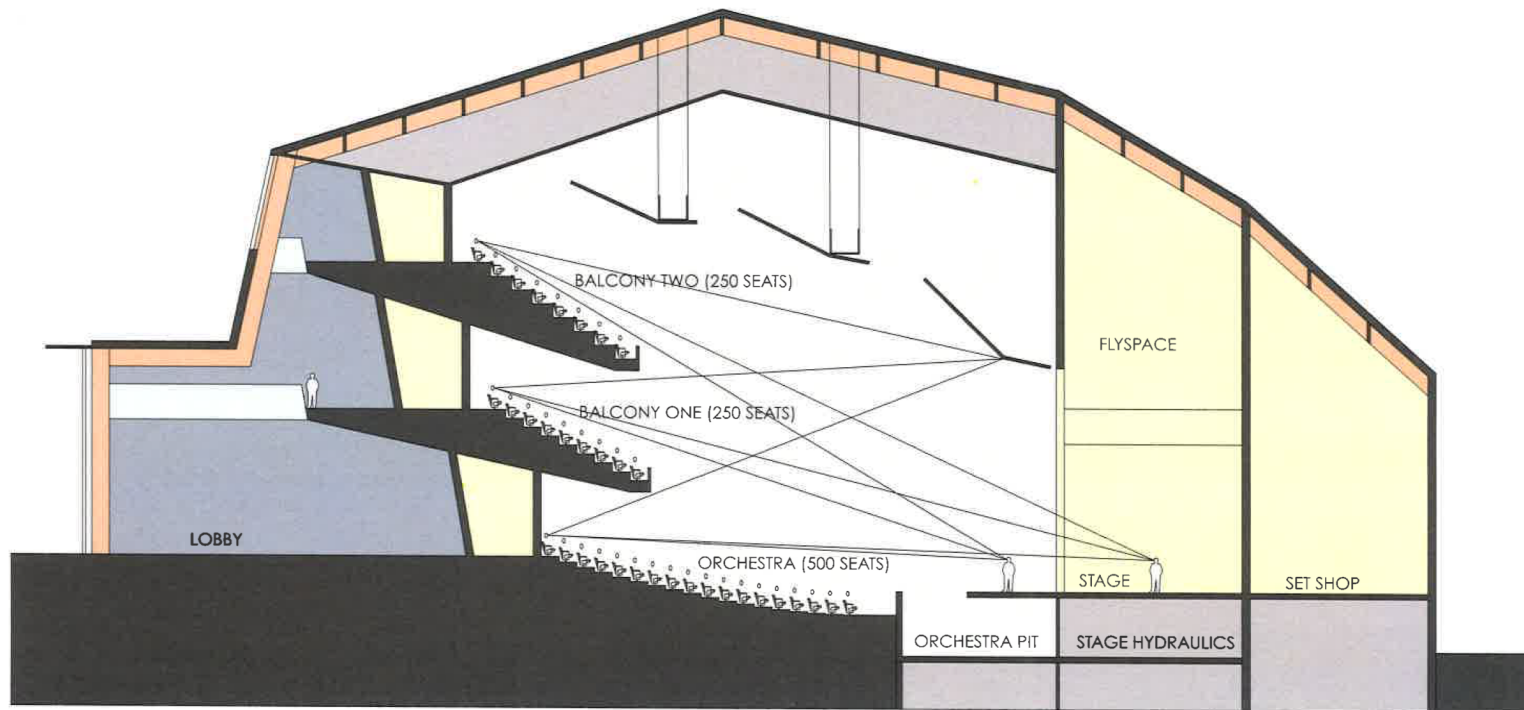 BALCONY TWO (250 SEATS)
FLYSPACE
BALCONY ONE (250 SEATS)
LOBBY
ORCHESTRA (500 SEATS)
STAGE
SET SHOP
ORCHESTRA PIT
STAGE HYDRAULICS